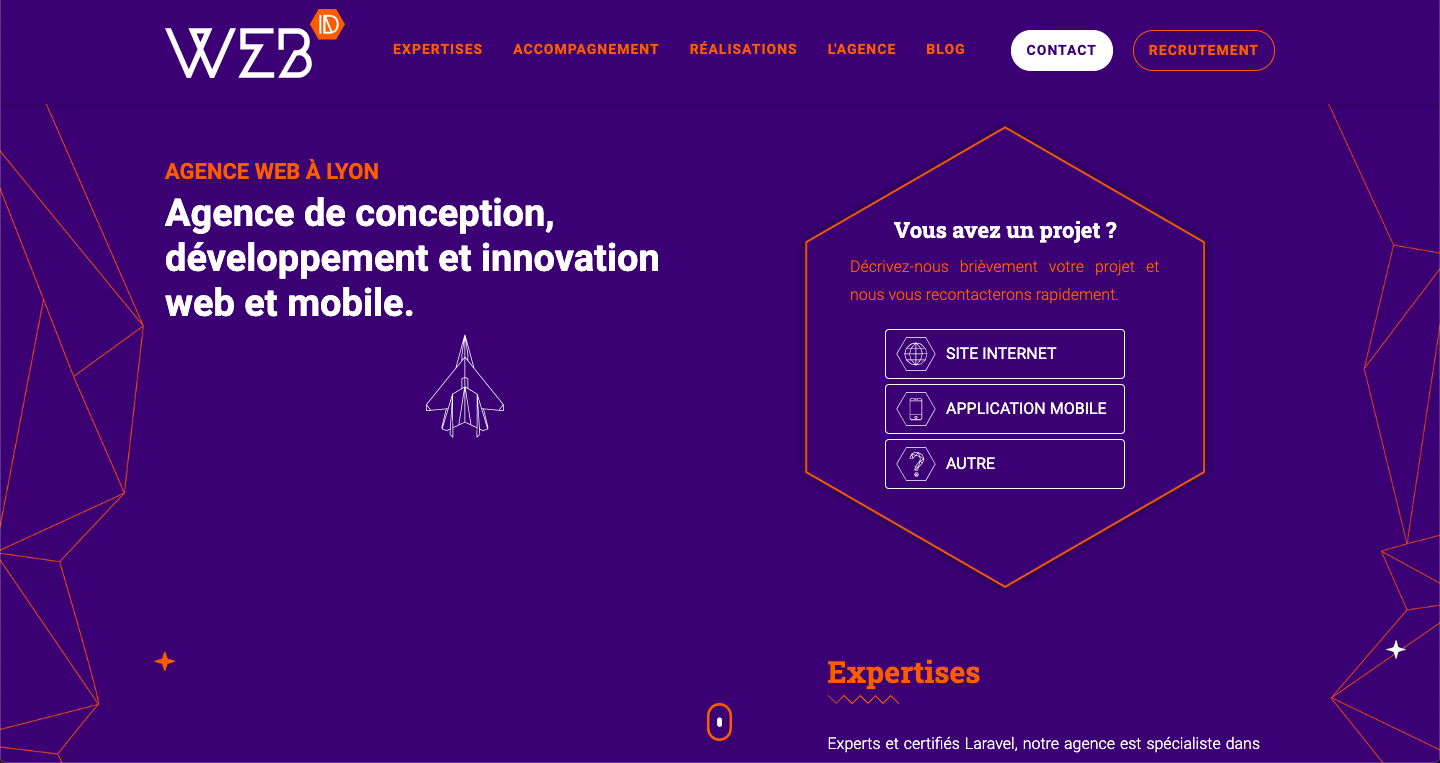 WEB ID
EXPERTISES ACCOMPAGNEMENT RÉALISATIONS L'AGENCE BLOG CONTACT RECRUTEMENT
AGENCE WEB À LYON
Agence de conception,
développement et innovation
web et mobile.
Vous avez un projet ?
Décrivez-nous brièvement votre projet et
nous vous recontacterons rapidement.
SITE INTERNET
APPLICATION MOBILE
AUTRE
Expertises
Experts et certifiés Laravel, notre agence est spécialiste dans